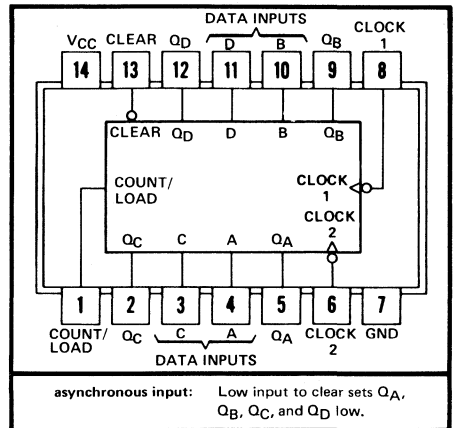 DATA INPUTS
CLOCK
1
VCC CLEAR QD D B QB
14 13 12 11 10 9 8
CLEAR QD D B QB
COUNT/
LOAD
CLOCK
1
CLOCK
2
QC C A QA
1 2 3 4 5 6 7
COUNT/
LOAD
QC C A QA CLOCK
2
GND
DATA INPUTS
asynchronous input: Low input to clear sets QA,
QB, QC, and QD low.